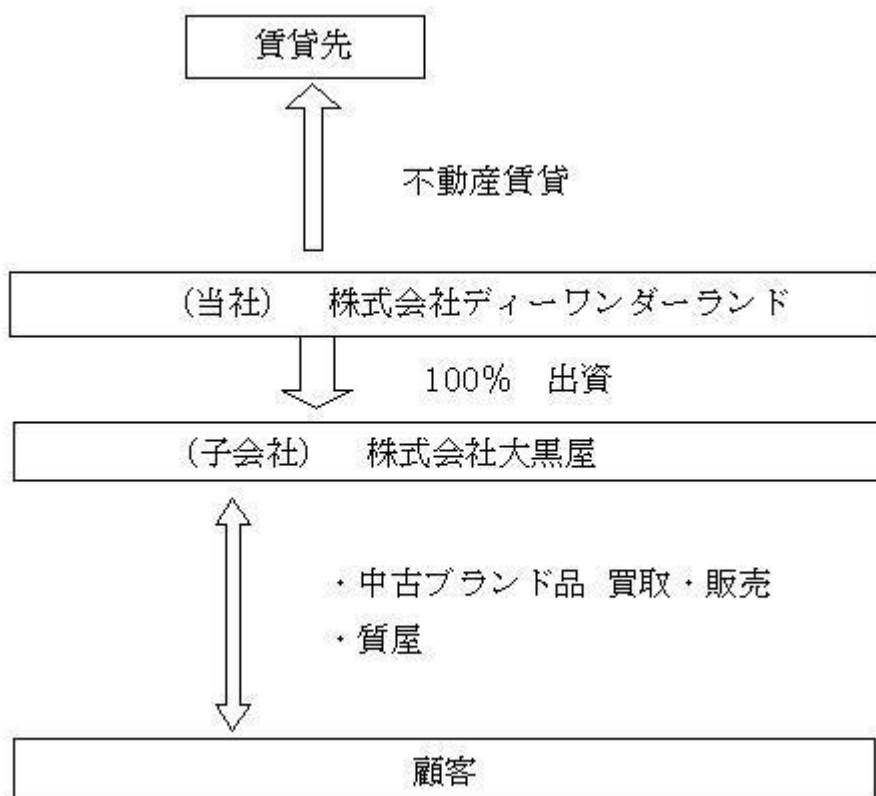 賃貸先
不動産賃貸
(当社) 株式会社ディーワンダーランド
100% 出資
(子会社) 株式会社大黒屋
・中古ブランド品 買取・販売
・質屋
顧客